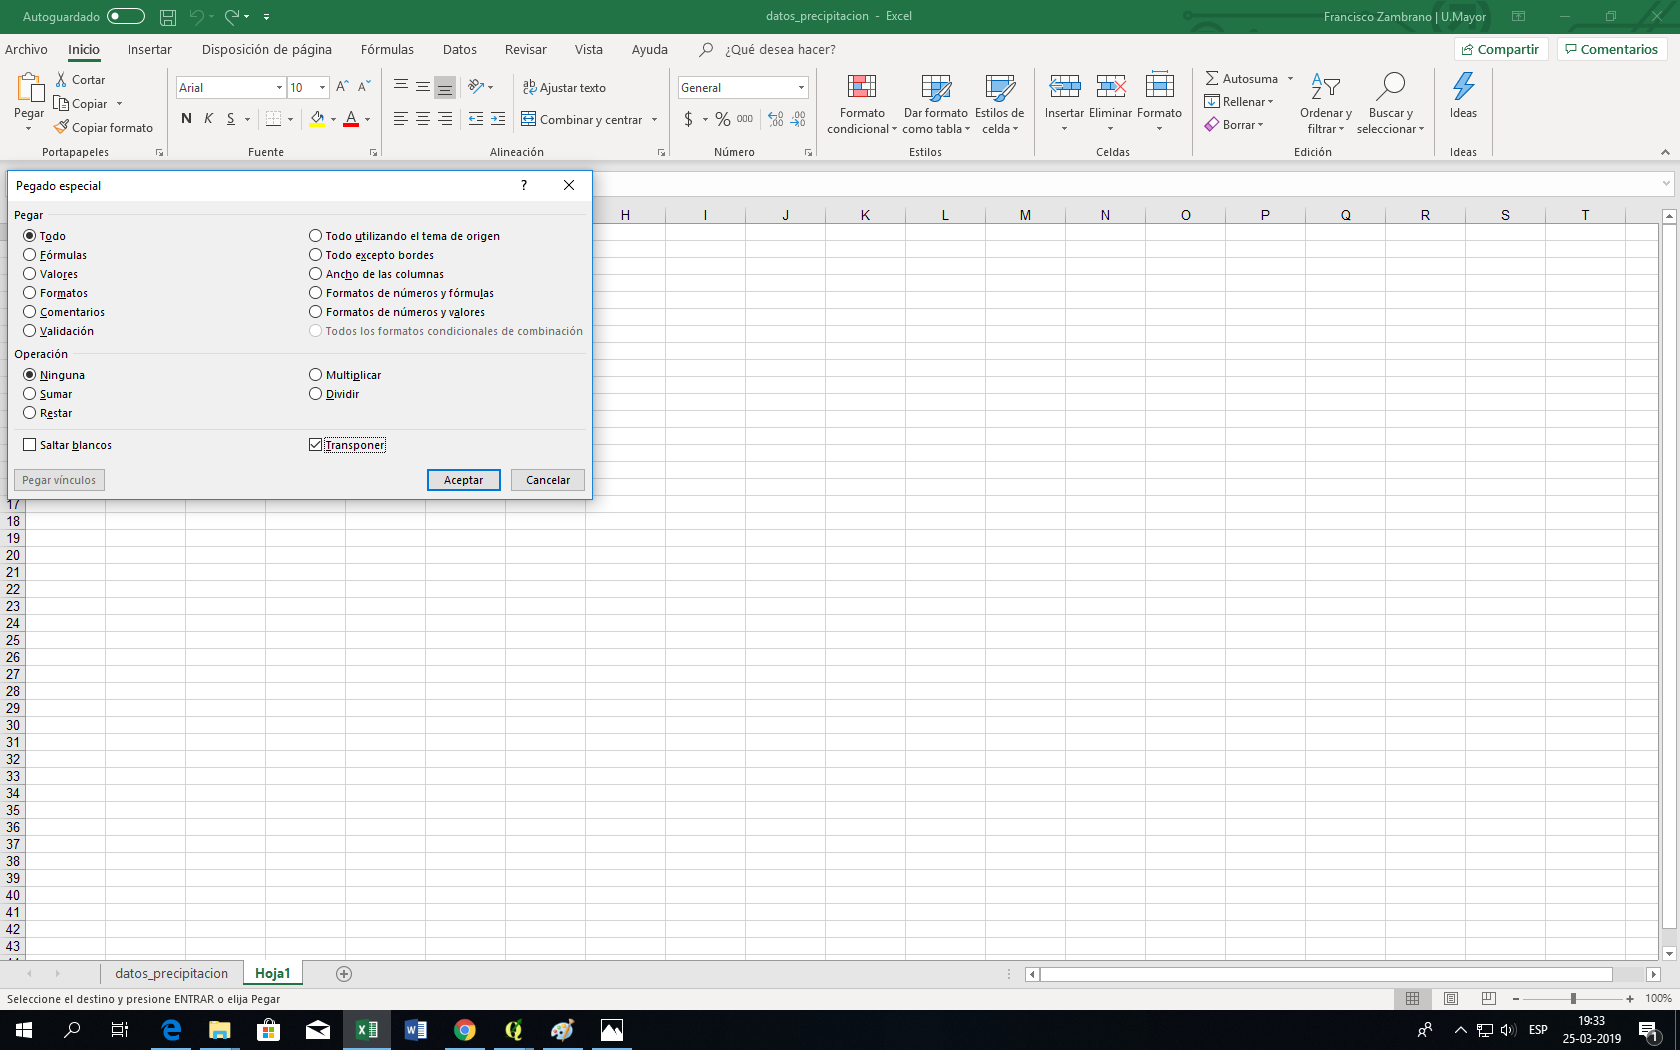 Autoguardado
datos_precipitacion - Excel
Francisco Zambrano | U.Mayor
Archivo Inicio Insertar Disposición de página Fórmulas Datos Revisar Vista Ayuda ¿Qué desea hacer? Compartir Comentarios
Pegar
Cortar
Copiar
Copiar formato
Portapapeles
Arial 10
N K S
Fuente
Ajustar texto
Combinar y centrar
Alineación
General
$ % 000
Número
Formato condicional
Dar formato como tabla
Estilos de celda
Estilos
Insertar Eliminar Formato
Celdas
Autosuma
Rellenar
Borrar
Ordenar y filtrar
Buscar y seleccionar
Edición
Ideas
Ideas
Pegado especial ?
Pegar
Todo
Fórmulas
Valores
Formatos
Comentarios
Validación
Todo utilizando el tema de origen
Todo excepto bordes
Ancho de las columnas
Formatos de números y fórmulas
Formatos de números y valores
Todos los formatos condicionales de combinación
Operación
Ninguna
Sumar
Restar
Multiplicar
Dividir
Saltar blancos
Transponer
Pegar vínculos Aceptar Cancelar
H I J K L M N O P Q R S T
17
18
19
20
21
22
23
24
25
26
27
28
29
30
31
32
33
34
35
36
37
38
39
40
41
42
43
datos_precipitacion Hoja1
Seleccione el destino y presione ENTRAR o elija Pegar
100%
ESP
19:33
25-03-2019
1